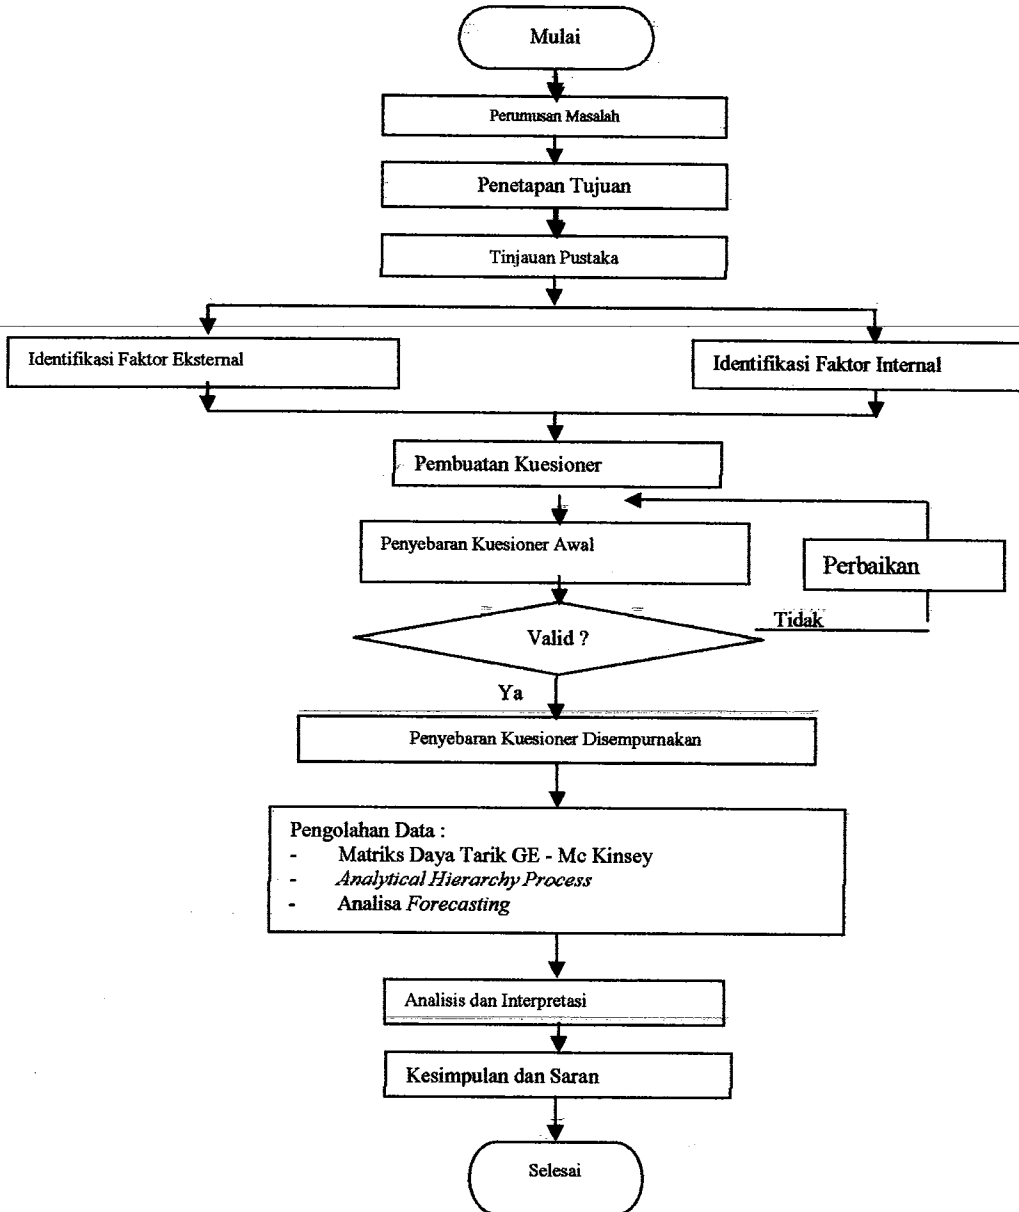 Mulai
Perumusan Masalah
Penetapan Tujuan
Tinjauan Pustaka
Identifikasi Faktor Eksternal
Identifikasi Faktor Internal
Pembuatan Kuesioner
Penyebaran Kuesioner Awal
Perbaikan
Valid ?
Tidak
Ya
Penyebaran Kuesioner Disempurnakan
Pengolahan Data :
- Matriks Daya Tarik GE - Mc Kinsey
- Analytical Hierarchy Process
- Analisa Forecasting
Analisis dan Interpretasi
Kesimpulan dan Saran
Selesai